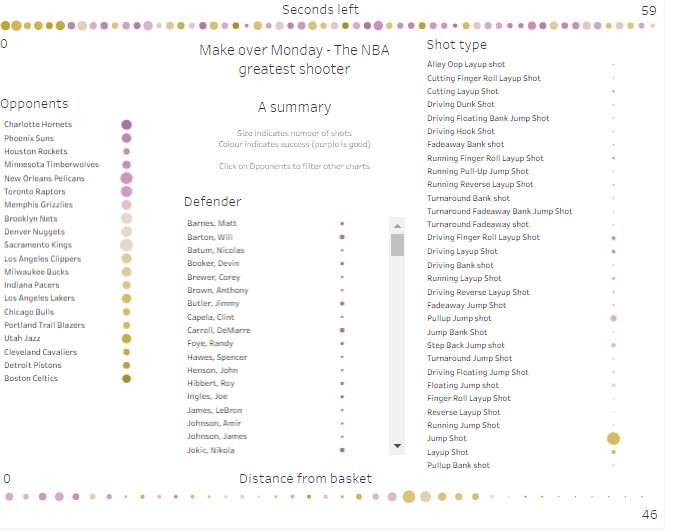 Seconds left
59
0
Make over Monday - The NBA
greatest shooter
A summary
Size indicates number of shots
Colour indicates success (purple is good)
Click on Opponents to filter other charts
Opponents
Charlotte Hornets
Phoenix Suns
Houston Rockets
Minnesota Timberwolves
New Orleans Pelicans
Toronto Raptors
Memphis Grizzlies
Brooklyn Nets
Denver Nuggets
Sacramento Kings
Los Angeles Clippers
Milwaukee Bucks
Indiana Pacers
Los Angeles Lakers
Chicago Bulls
Portland Trail Blazers
Utah Jazz
Cleveland Cavaliers
Detroit Pistons
Boston Celtics
Defender
Barnes, Matt
Barton, Will
Batum, Nicolas
Booker, Devin
Brewer, Corey
Brown, Anthony
Butler, Jimmy
Capela, Clint
Carroll, DeMarre
Foye, Randy
Hawes, Spencer
Henson, John
Hibbert, Roy
Ingles, Joe
James, LeBron
Johnson, Amir
Johnson, James
Jokic, Nikola
Shot type
Alley Oop Layup shot
Cutting Finger Roll Layup Shot
Cutting Layup Shot
Driving Dunk Shot
Driving Floating Bank Jump Shot
Driving Hook Shot
Fadeaway Bank shot
Running Finger Roll Layup Shot
Running Pull-Up Jump Shot
Running Reverse Layup Shot
Turnaround Bank shot
Turnaround Fadeaway Bank Jump Shot
Turnaround Fadeaway shot
Driving Finger Roll Layup Shot
Driving Layup Shot
Driving Bank shot
Running Layup Shot
Driving Reverse Layup Shot
Fadeaway Jump Shot
Pullup Jump shot
Jump Bank Shot
Step Back Jump shot
Turnaround Jump Shot
Driving Floating Jump Shot
Floating Jump shot
Finger Roll Layup Shot
Reverse Layup Shot
Running Jump Shot
Jump Shot
Layup Shot
Pullup Bank shot
0
Distance from basket
46